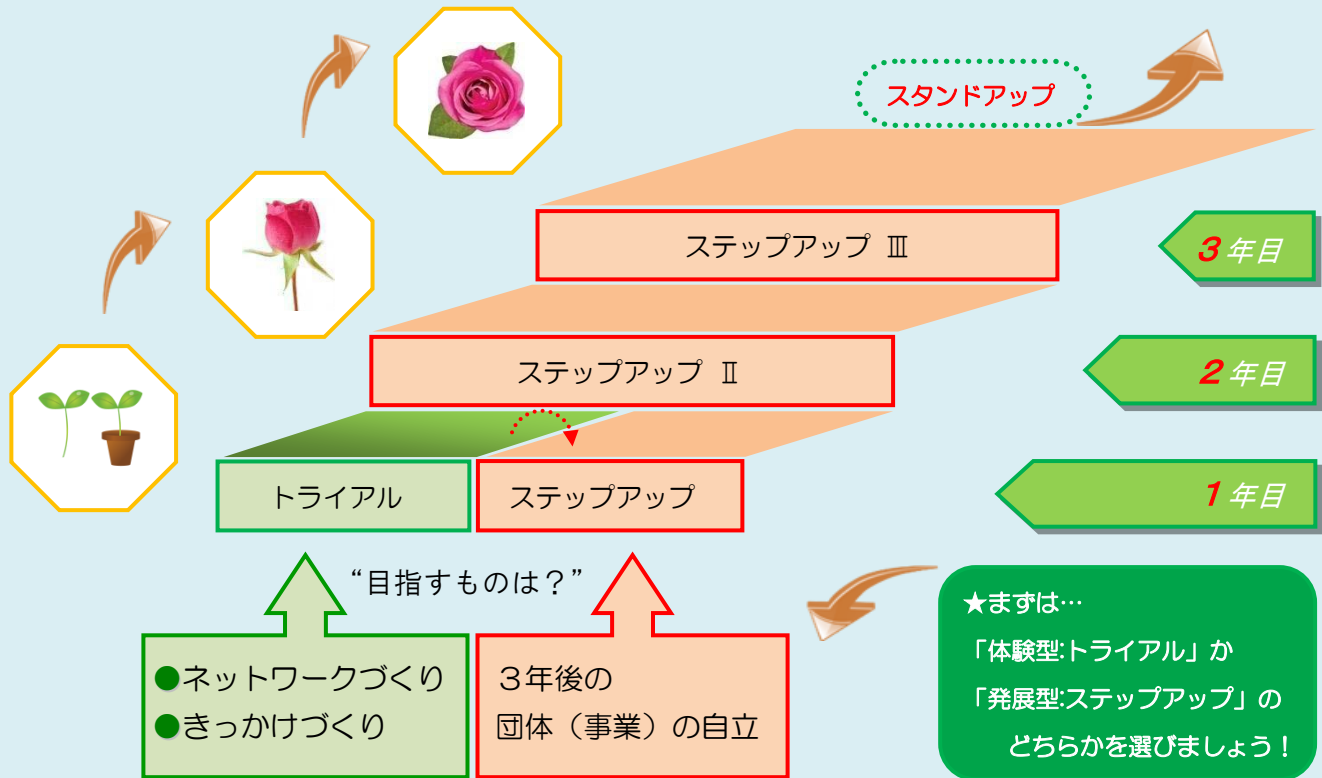 スタンドアップ
ステップアップ Ⅲ
3年目
ステップアップ Ⅱ
2年目
トライアル
ステップアップ
1年目
“目指すものは？”
●ネットワークづくり
●きっかけづくり
３年後の
団体（事業）の自立
★まずは…
「体験型:トライアル」か
「発展型:ステップアップ」の
どちらかを選びましょう！